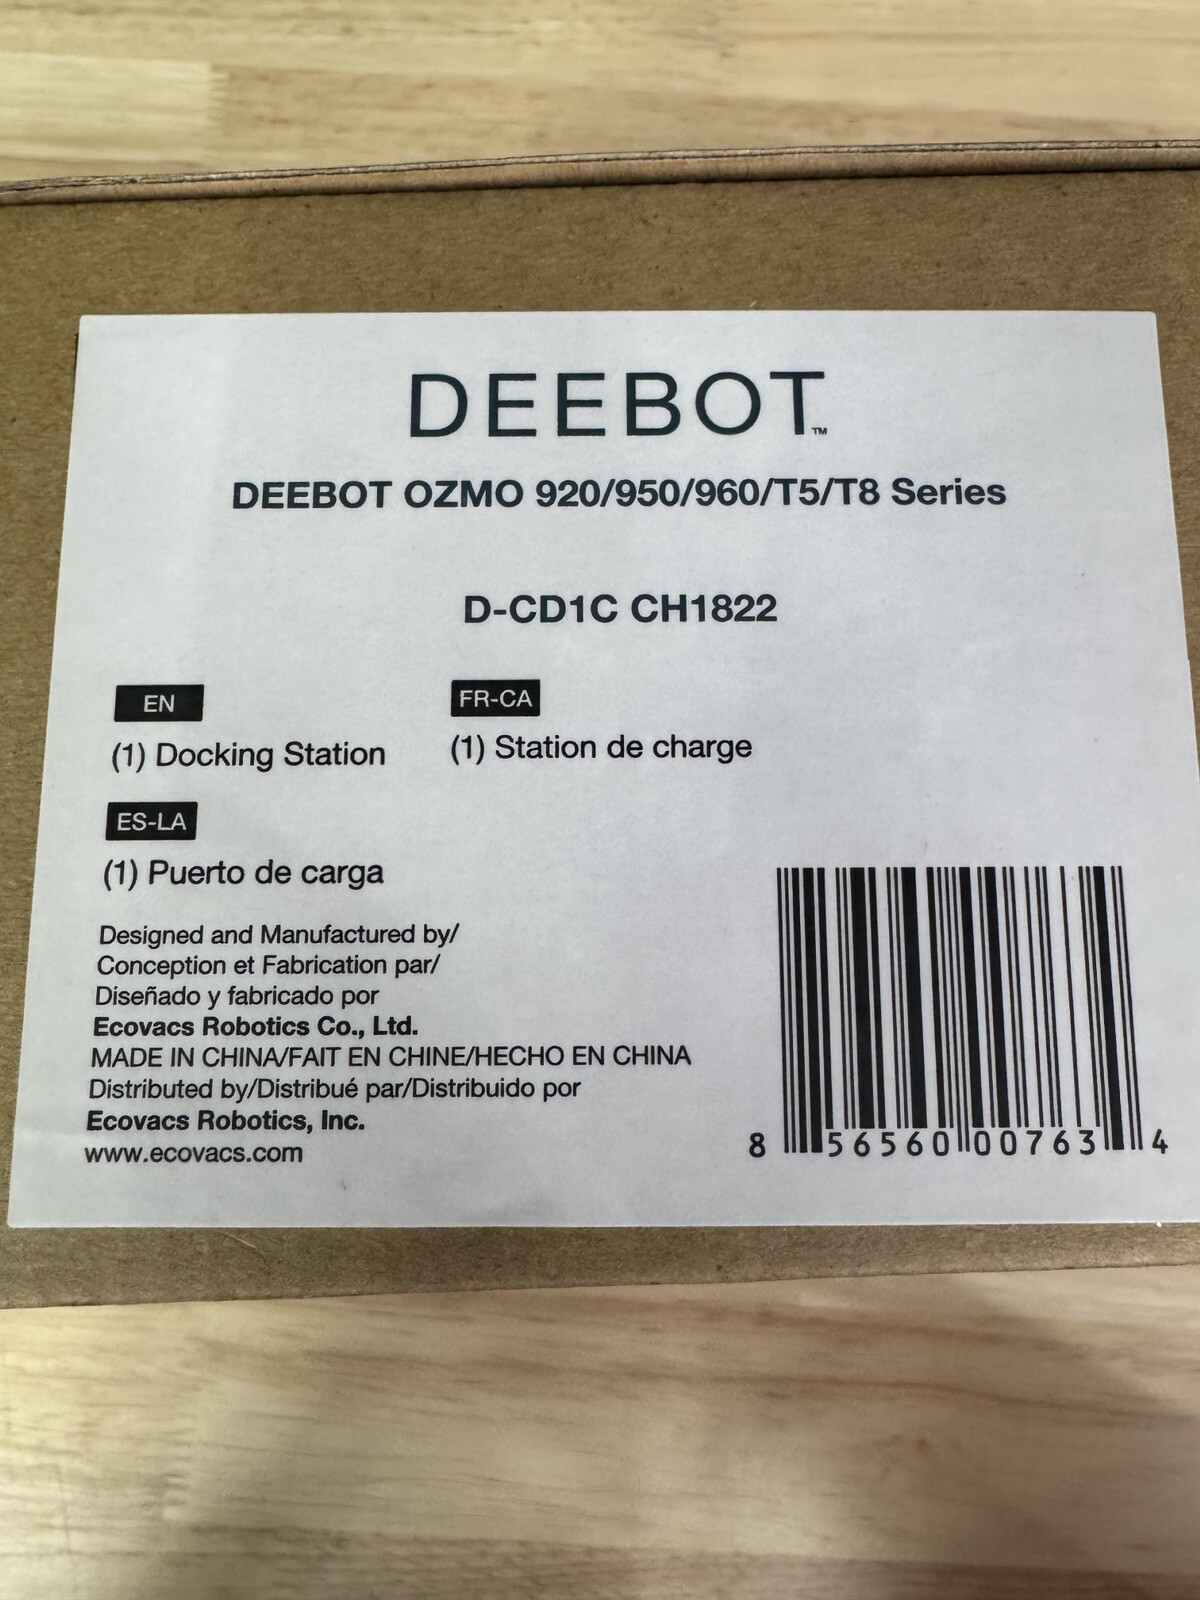 DEEBOT™
DEEBOT OZMO 920/950/960/T5/T8 Series
D-CD1C CH1822
EN
(1) Docking Station
FR-CA
(1) Station de charge
ES-LA
(1) Puerto de carga
Designed and Manufactured by/
Conception et Fabrication par/
Diseñado y fabricado por
Ecovacs Robotics Co., Ltd.
MADE IN CHINA/FAIT EN CHINE/HECHO EN CHINA
Distributed by/Distribué par/Distribuido por
Ecovacs Robotics, Inc.
www.ecovacs.com
8 56560 00763 4